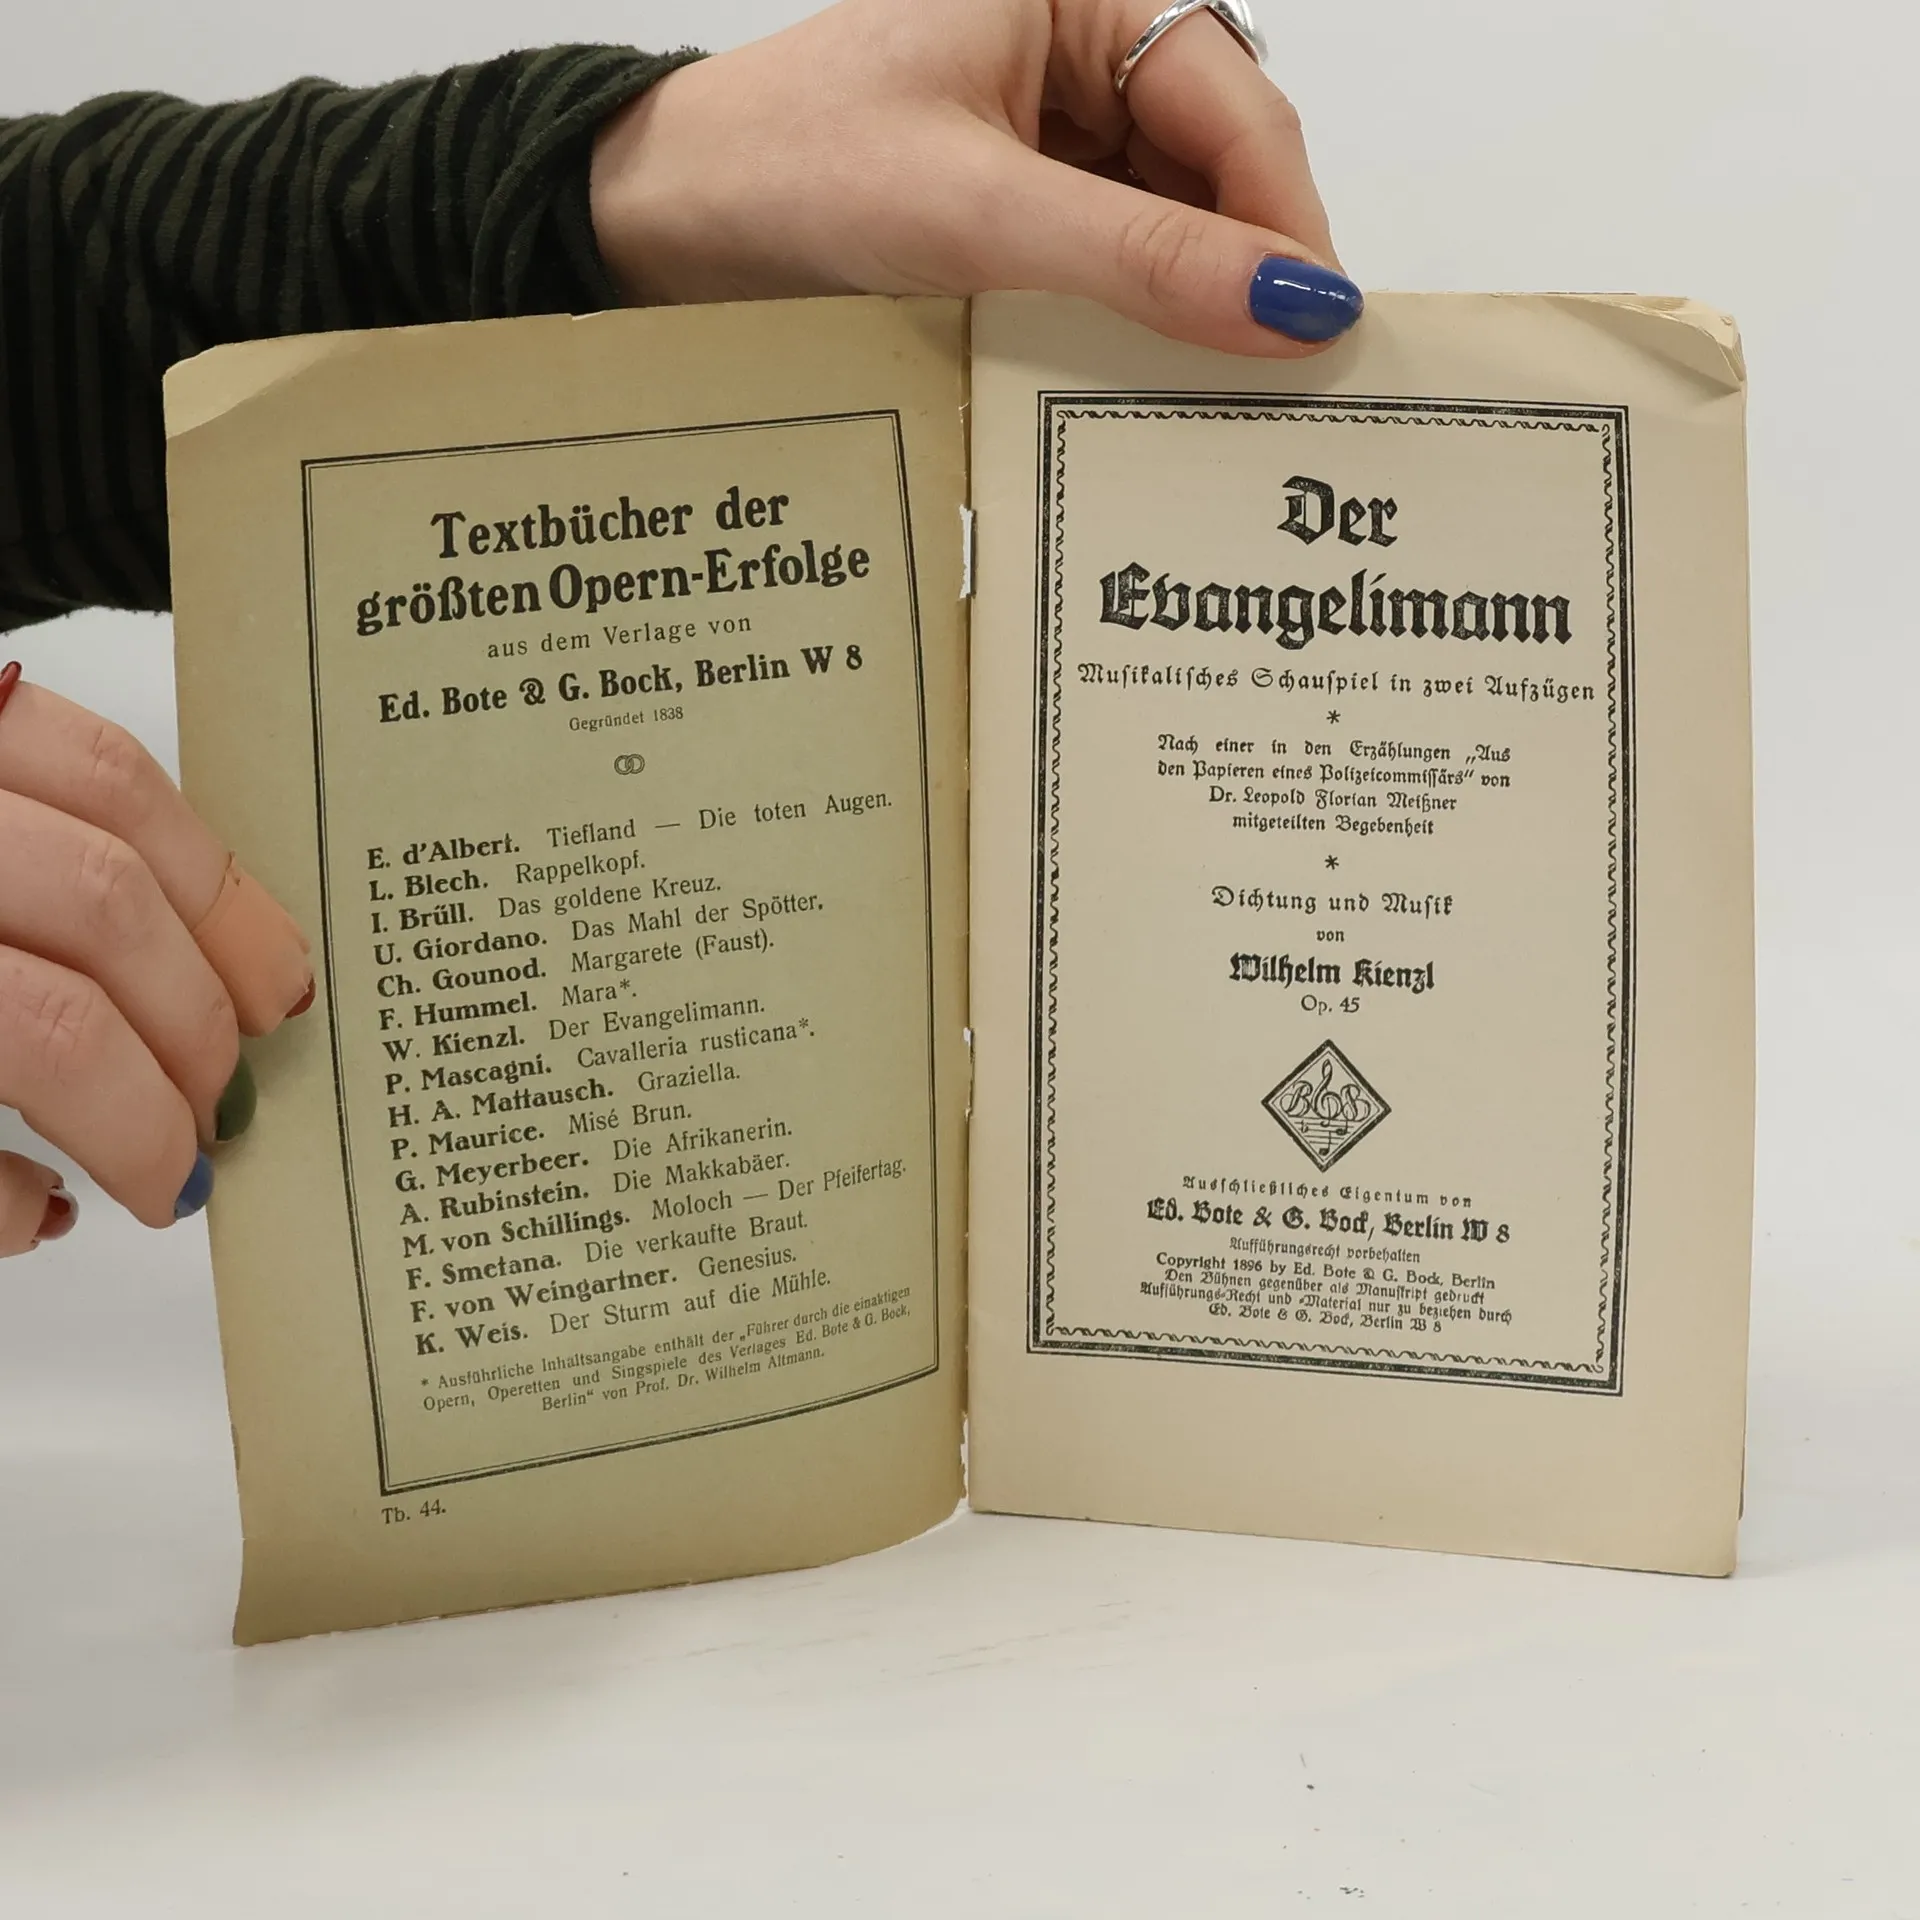 Textbücher der
größten Opern-Erfolge
aus dem Verlage von
Ed. Bote & G. Bock, Berlin W 8
Gegründet 1838
E. d'Albert. Tiefland — Die toten Augen.
L. Blech. Rappelkopf.
I. Brüll. Das goldene Kreuz.
U. Giordano. Das Mahl der Spötter.
Ch. Gounod. Margarete (Faust).
F. Hummel. Mara*.
W. Kienzl. Der Evangelimann.
P. Mascagni. Cavalleria rusticana*.
H. A. Mattausch. Graziella.
P. Maurice. Misé Brun.
G. Meyerbeer. Die Afrikanerin.
A. Rubinstein. Die Makkabäer.
M. von Schillings. Moloch — Der Pfeifertag.
F. Smetana. Die verkaufte Braut.
F. von Weingartner. Genesius.
K. Weis. Der Sturm auf die Mühle.
* Ausführliche Inhaltsangabe enthält der „Führer durch die einaktigen
Opern, Operetten und Singspiele des Verlages Ed. Bote & G. Bock,
Berlin“ von Prof. Dr. Wilhelm Altmann.
Tb. 44.
Der
Evangelimann
Musikalisches Schauspiel in zwei Aufzügen
*
Nach einer in den Erzählungen „Aus
den Papieren eines Polizeicommissärs“ von
Dr. Leopold Florian Meißner
mitgeteilten Begebenheit
*
Dichtung und Musik
von
Wilhelm Kienzl
Op. 45
B B
Ausschließliches Eigentum von
Ed. Bote & G. Bock, Berlin W 8
Aufführungsrecht vorbehalten
Copyright 1896 by Ed. Bote & G. Bock, Berlin
Den Bühnen gegenüber als Manuskript gedruckt
Aufführungs-Recht und -Material nur zu beziehen durch
Ed. Bote & G. Bock, Berlin W 8